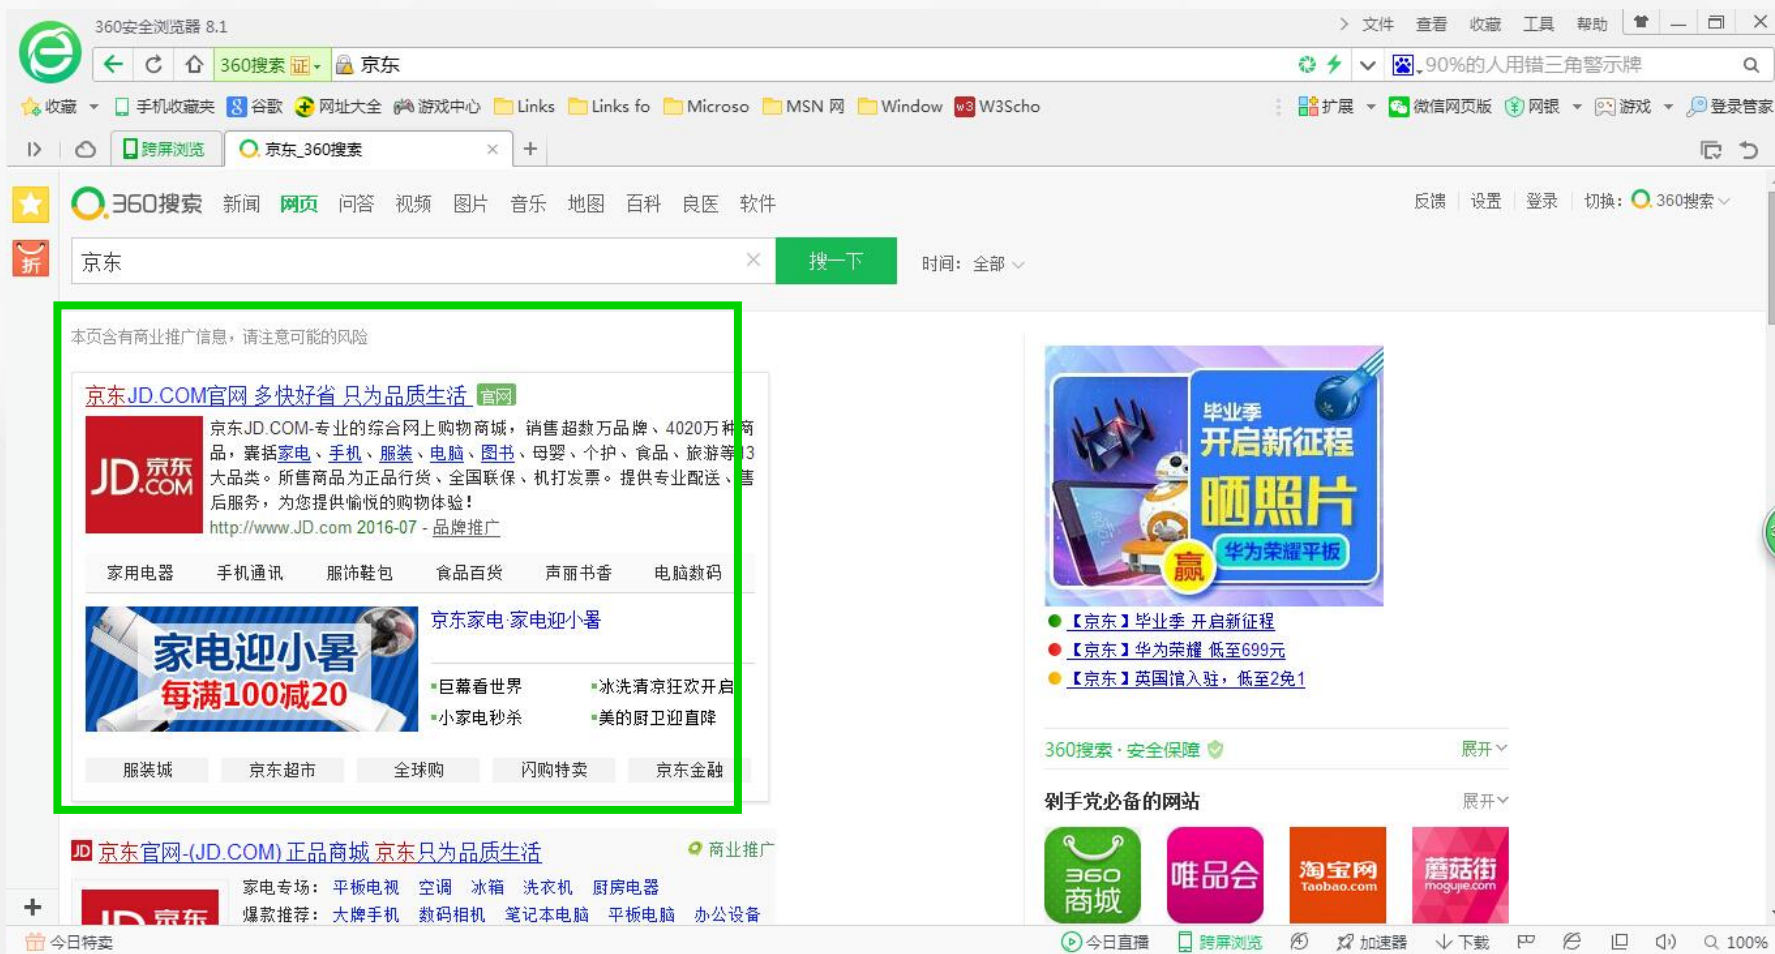 360安全浏览器 8.1
文件 查看 收藏 工具 帮助
360搜索 证 京东
90%的人用错三角警示牌
收藏 手机收藏夹 谷歌 网址大全 游戏中心 Links Links fo Microso MSN 网 Window W3Scho
扩展 微信网页版 网银 游戏 登录管家
跨屏浏览 京东_360搜索
360搜索 新闻 网页 问答 视频 图片 音乐 地图 百科 良医 软件
反馈 设置 登录 切换: 360搜索
折
京东 搜一下 时间: 全部
本页含有商业推广信息，请注意可能的风险
京东JD.COM官网 多快好省 只为品质生活 官网
京东JD.COM-专业的综合网上购物商城，销售超数万品牌、4020万种商
品，囊括家电、手机、服装、电脑、图书、母婴、个护、食品、旅游等13
大品类。所售商品为正品行货、全国联保、机打发票。提供专业配送、售
后服务，为您提供愉悦的购物体验!
http://www.JD.com 2016-07 - 品牌推广
JD京东.COM
家用电器 手机通讯 服饰鞋包 食品百货 声丽书香 电脑数码
家电迎小暑
每满100减20
京东家电·家电迎小暑
巨幕看世界 冰洗清凉狂欢开启
小家电秒杀 美的厨卫迎直降
服装城 京东超市 全球购 闪购特卖 京东金融
JD 京东官网-(JD.COM) 正品商城 京东只为品质生活 商业推广
家电专场: 平板电视 空调 冰箱 洗衣机 厨房电器
爆款推荐: 大牌手机 数码相机 笔记本电脑 平板电脑 办公设备
JD 京东
毕业季
开启新征程
晒照片
赢 华为荣耀平板
【京东】毕业季 开启新征程
【京东】华为荣耀 低至699元
【京东】英国馆入驻，低至2免1
360搜索·安全保障 展开
剁手党必备的网站 展开
360商城 唯品会 淘宝网 Taobao.com 蘑菇街 mogujie.com
今日特卖
今日直播 跨屏浏览 加速器 下载 100%